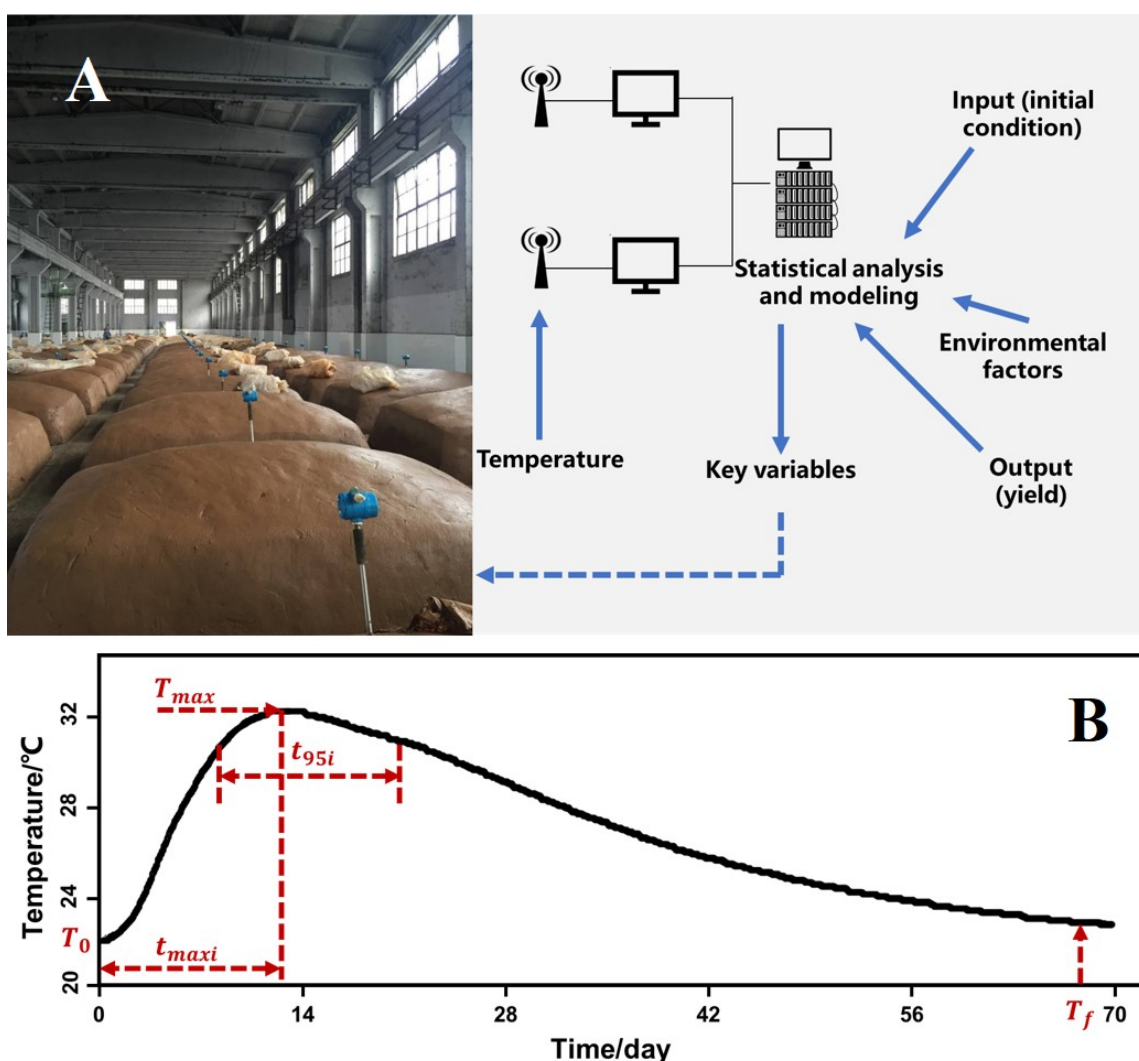 A
Input (initial
condition)
Statistical analysis
and modeling
Environmental
factors
Temperature
Key variables
Output
(yield)
B
Temperature/℃
32
28
24
20
T_max
t_95i
T_0
t_maxi
T_f
0
14
28
42
56
70
Time/day